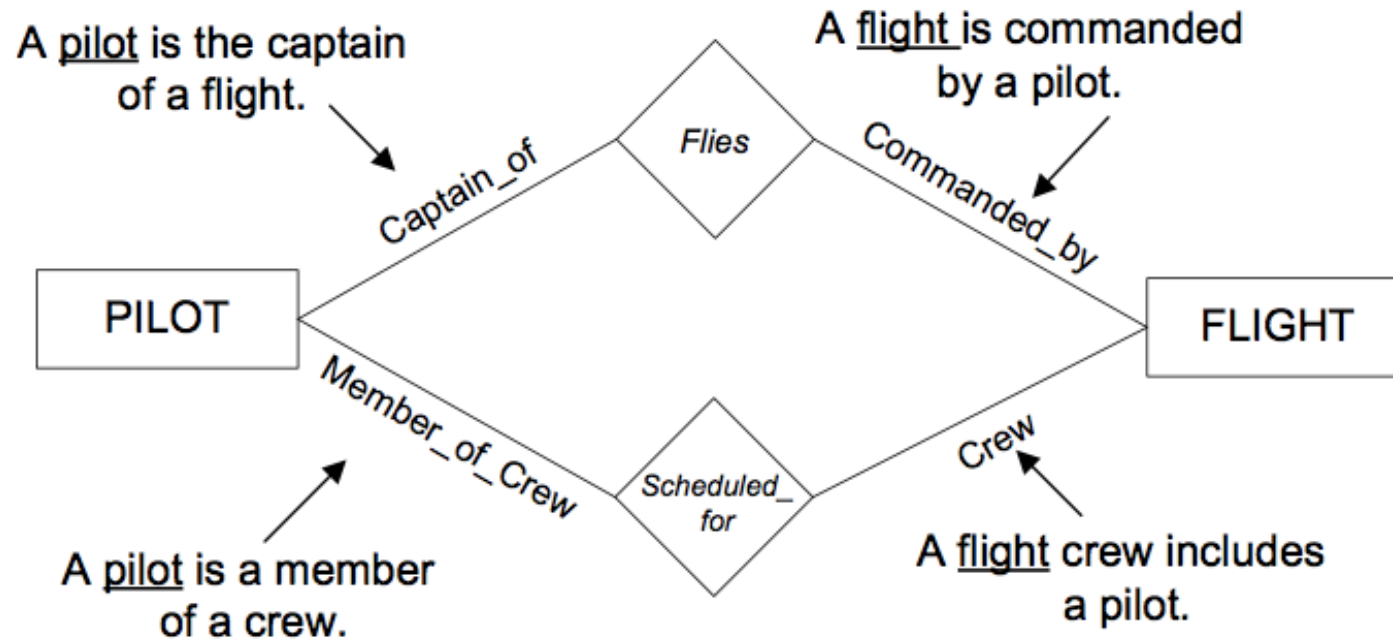 A pilot is the captain
of a flight.
A flight is commanded
by a pilot.
Flies
Captain_of
Commanded_by
PILOT
FLIGHT
Member_of_Crew
Scheduled_
for
Crew
A pilot is a member
of a crew.
A flight crew includes
a pilot.